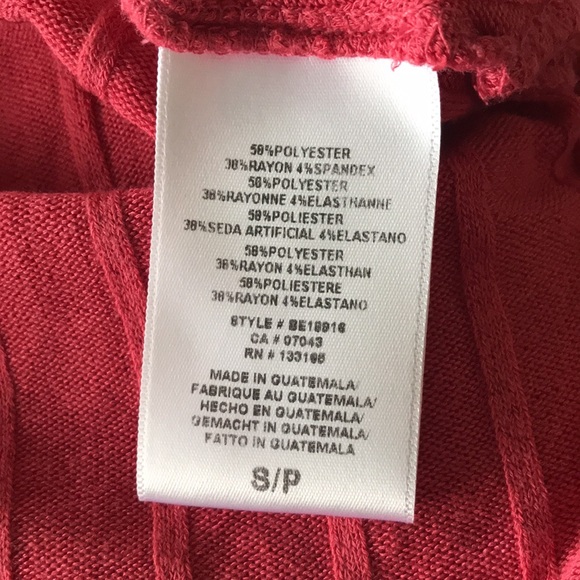 58%POLYESTER
38%RAYON 4%SPANDEX
58%POLYESTER
38%RAYONNE 4%ELASTHANNE
58%POLIESTER
38%SEDA ARTIFICIAL 4%ELASTANO
58%POLYESTER
38%RAYON 4%ELASTHAN
58%POLIESTERE
38%RAYON 4%ELASTANO
STYLE # BE18916
CA # 07043
RN # 133165
MADE IN GUATEMALA/
FABRIQUE AU GUATEMALA/
HECHO EN GUATEMALA/
GEMACHT IN GUATEMALA/
FATTO IN GUATEMALA
S/P